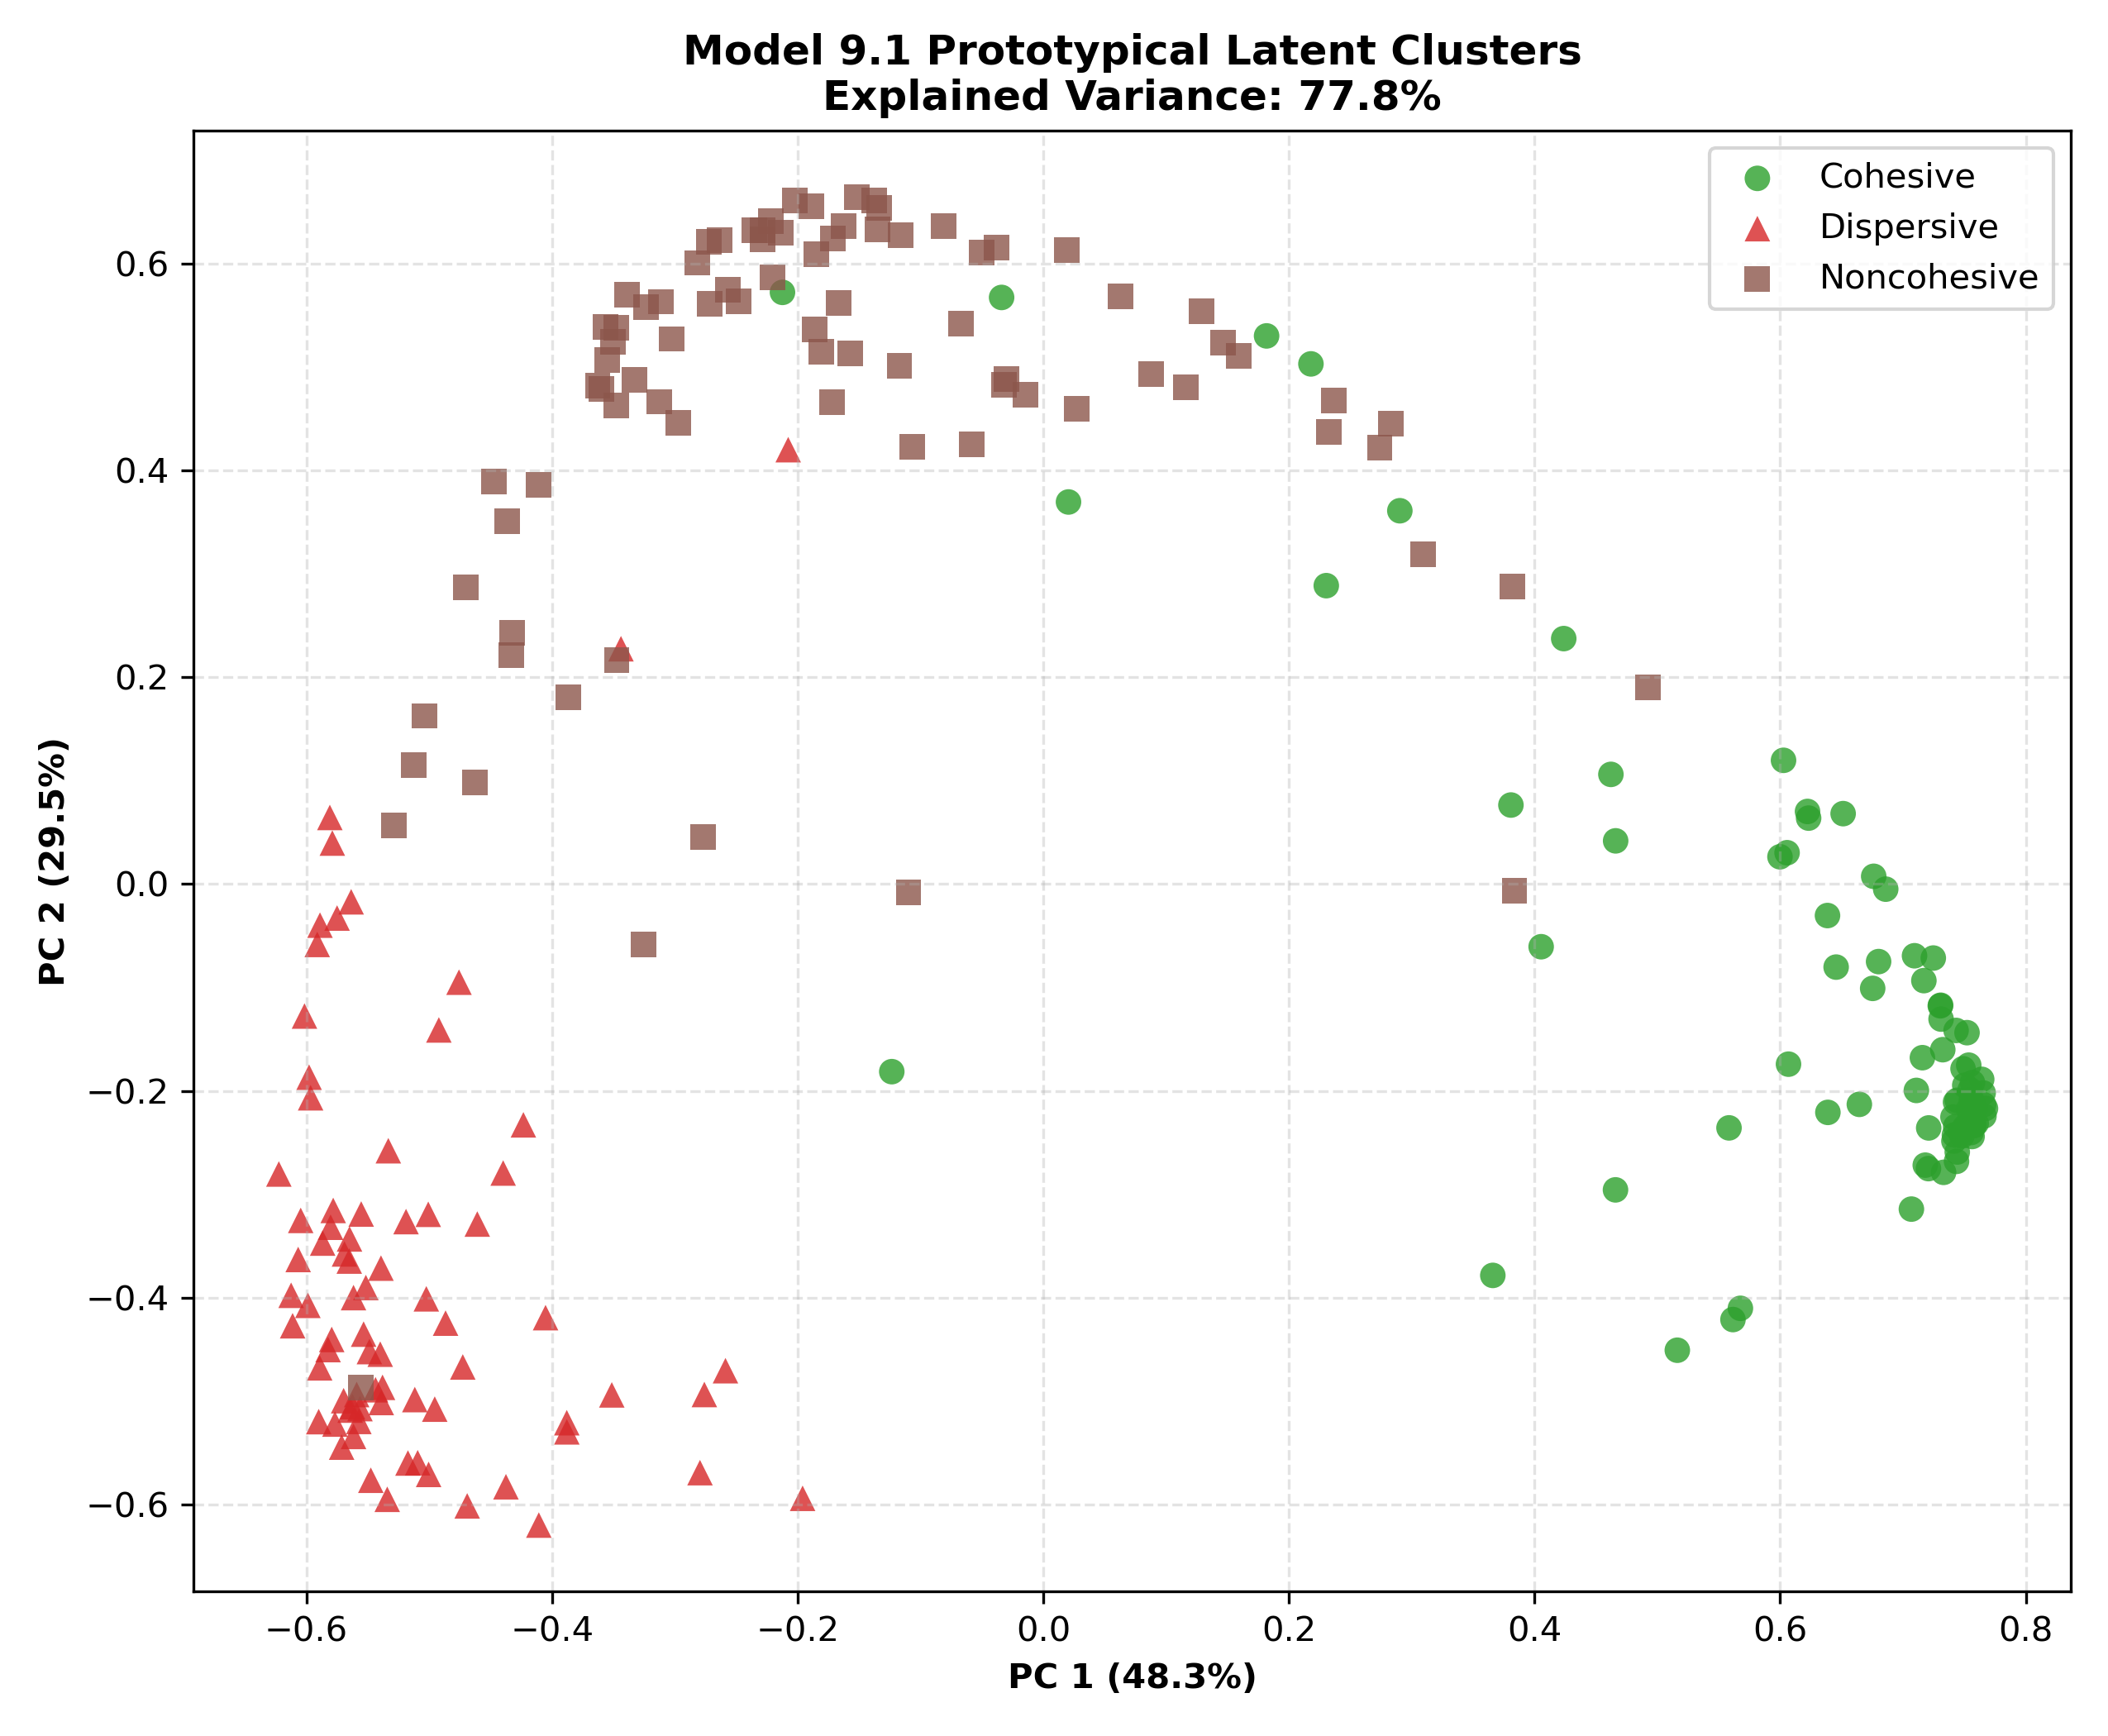 Model 9.1 Prototypical Latent Clusters
Explained Variance: 77.8%
Cohesive
Dispersive
Noncohesive
PC 2 (29.5%)
0.6
0.4
0.2
0.0
−0.2
−0.4
−0.6
−0.6 −0.4 −0.2 0.0 0.2 0.4 0.6 0.8
PC 1 (48.3%)